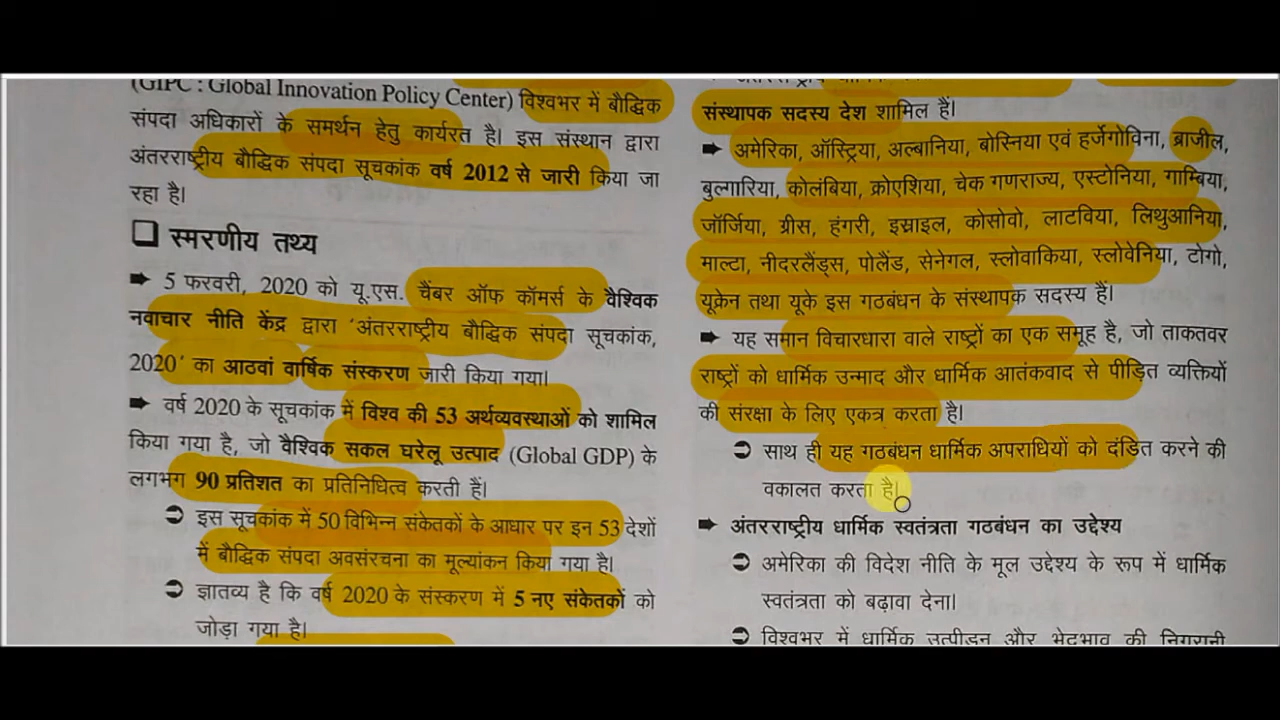 (GIPC : Global Innovation Policy Center) विश्वभर में बौद्धिक
संपदा अधिकारों के समर्थन हेतु कार्यरत है। इस संस्थान द्वारा
अंतरराष्ट्रीय बौद्धिक संपदा सूचकांक वर्ष 2012 से जारी किया जा
रहा है।
स्मरणीय तथ्य
5 फरवरी, 2020 को यू.एस. चैंबर ऑफ कॉमर्स के वैश्विक
नवाचार नीति केंद्र द्वारा 'अंतरराष्ट्रीय बौद्धिक संपदा सूचकांक,
2020' का आठवां वार्षिक संस्करण जारी किया गया।
वर्ष 2020 के सूचकांक में विश्व की 53 अर्थव्यवस्थाओं को शामिल
किया गया है, जो वैश्विक सकल घरेलू उत्पाद (Global GDP) के
लगभग 90 प्रतिशत का प्रतिनिधित्व करती हैं।
इस सूचकांक में 50 विभिन्न संकेतकों के आधार पर इन 53 देशों
में बौद्धिक संपदा अवसंरचना का मूल्यांकन किया गया है।
ज्ञातव्य है कि वर्ष 2020 के संस्करण में 5 नए संकेतकों को
जोड़ा गया है।
संस्थापक सदस्य देश शामिल हैं।
अमेरिका, ऑस्ट्रिया, अल्बानिया, बोस्निया एवं हर्जेगोविना, ब्राजील,
बुल्गारिया, कोलंबिया, क्रोएशिया, चेक गणराज्य, एस्टोनिया, गाम्बिया,
जॉर्जिया, ग्रीस, हंगरी, इस्राइल, कोसोवो, लाटविया, लिथुआनिया,
माल्टा, नीदरलैंड्स, पोलैंड, सेनेगल, स्लोवाकिया, स्लोवेनिया, टोगो,
यूक्रेन तथा यूके इस गठबंधन के संस्थापक सदस्य हैं।
यह समान विचारधारा वाले राष्ट्रों का एक समूह है, जो ताकतवर
राष्ट्रों को धार्मिक उन्माद और धार्मिक आतंकवाद से पीड़ित व्यक्तियों
की संरक्षा के लिए एकत्र करता है।
साथ ही यह गठबंधन धार्मिक अपराधियों को दंडित करने की
वकालत करता है।
अंतरराष्ट्रीय धार्मिक स्वतंत्रता गठबंधन का उद्देश्य
अमेरिका की विदेश नीति के मूल उद्देश्य के रूप में धार्मिक
स्वतंत्रता को बढ़ावा देना।
विश्वभर में धार्मिक उत्पीड़न और भेदभाव की निगरानी